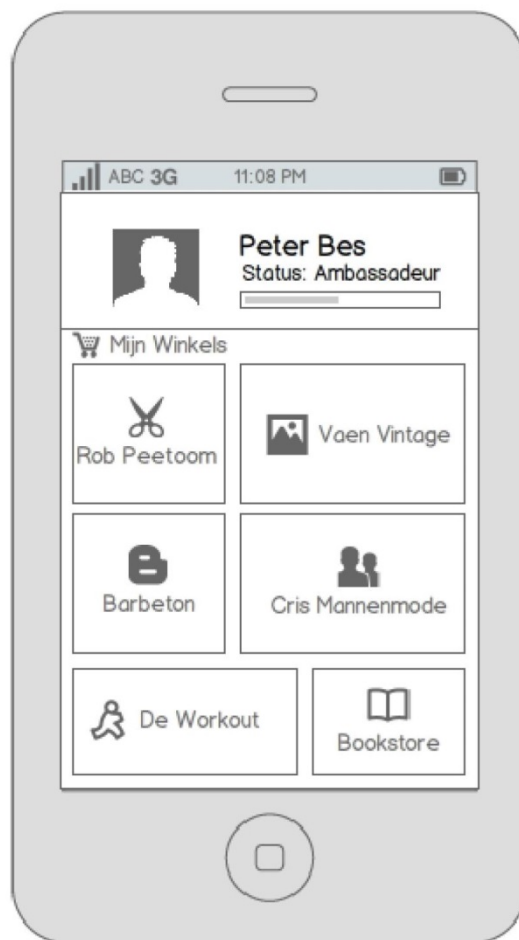 ABC 3G 11:08 PM
Peter Bes
Status: Ambassadeur
Mijn Winkels
Rob Peetoom
Vaen Vintage
Barbeton
Cris Mannenmode
De Workout
Bookstore